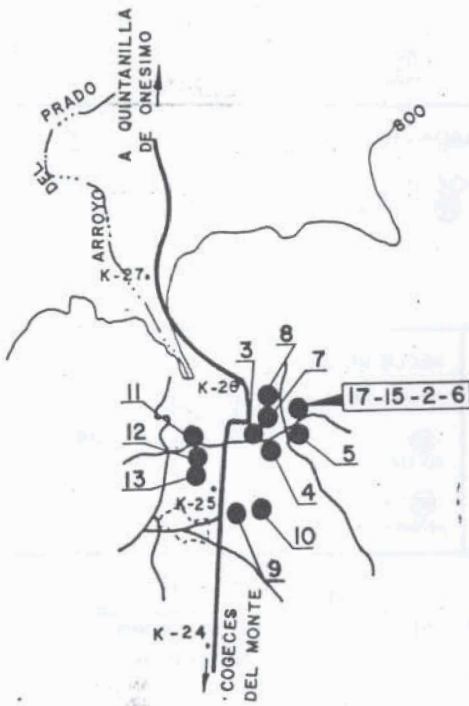 A QUINTANILLA
DE ONESIMO
PRADO
DEL
ARROYO
800
K-27
K-26
3
8
7
17-15-2-6
5
4
11
12
13
K-25
10
9
K-24
COGECES
DEL MONTE